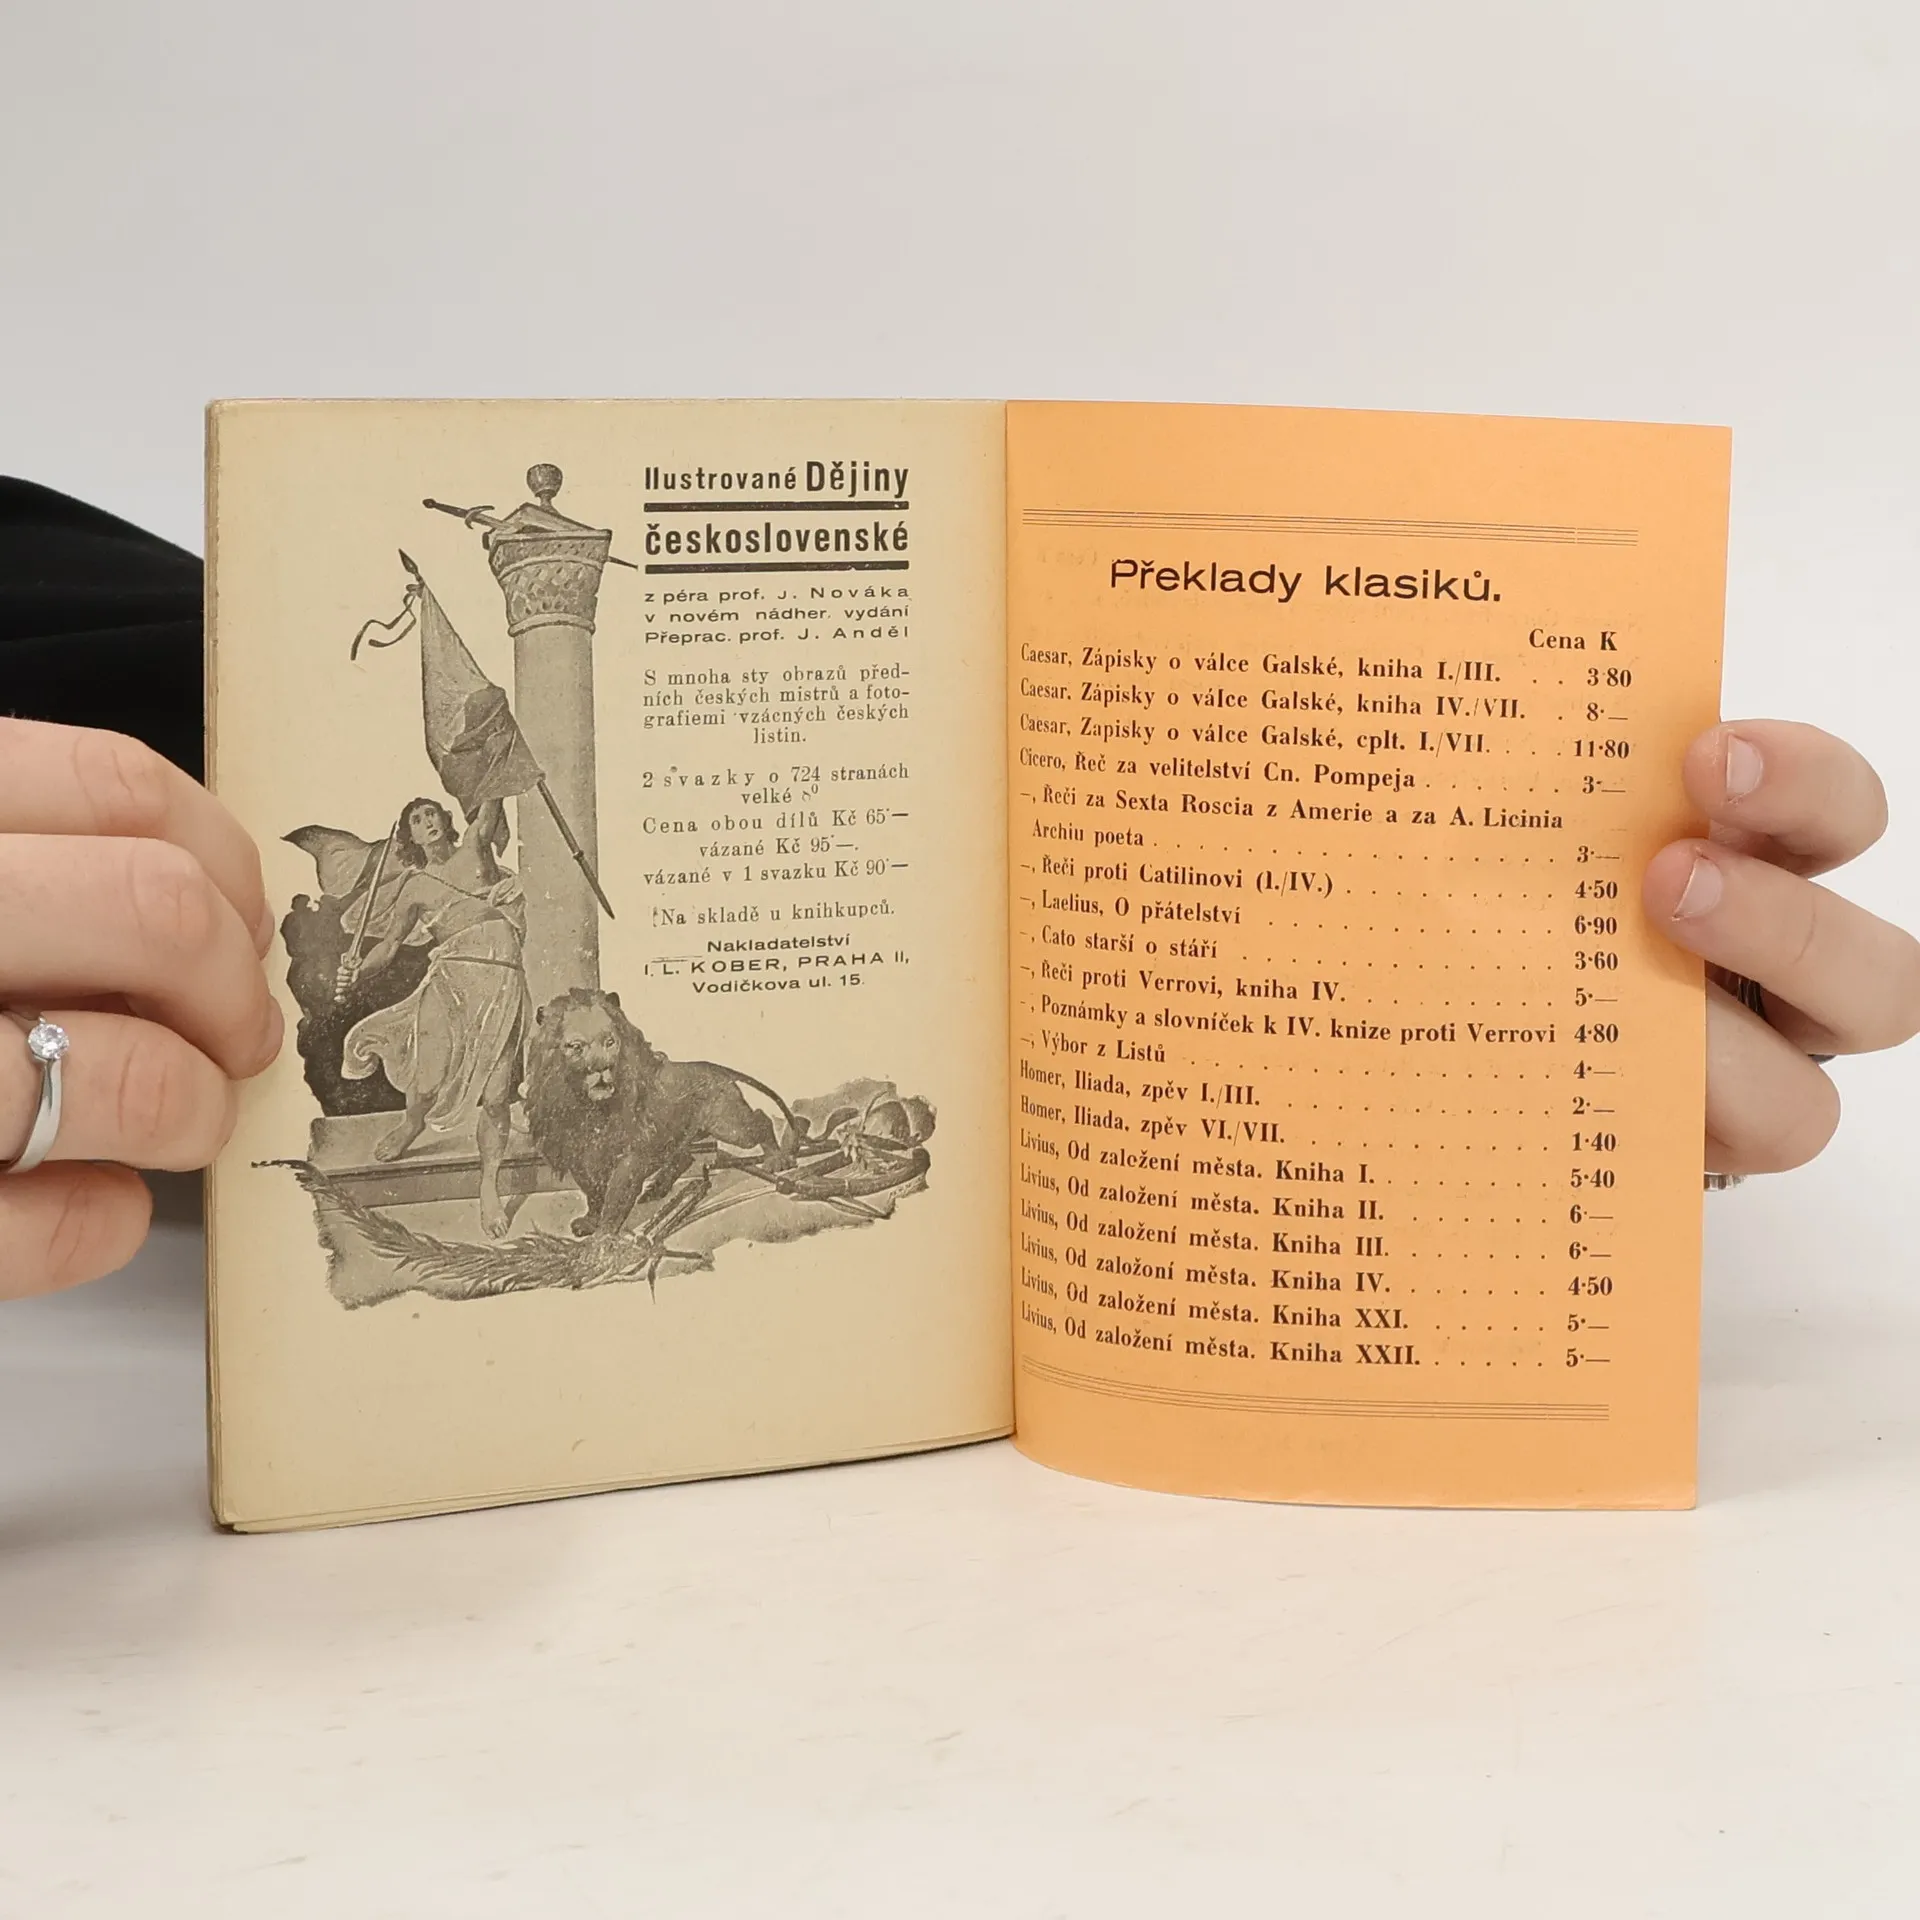 Ilustrované Dějiny
československé
z péra prof. J. Nováka
v novém nádher. vydání
Přeprac. prof. J. Anděl
S mnoha sty obrazů před-
ních českých mistrů a foto-
grafiemi vzácných českých
listin.
2 svazky o 724 stranách
velké 8⁰
Cena obou dílů Kč 65·—
vázané Kč 95·—.
vázané v 1 svazku Kč 90·—
Na skladě u knihkupců.
Nakladatelství
I. L. KOBER, PRAHA II,
Vodičkova ul. 15.
Překlady klasiků.
Cena K
Caesar, Zápisky o válce Galské, kniha I./III. . . 3·80
Caesar. Zápisky o válce Galské, kniha IV./VII. . 8·—
Caesar, Zapisky o válce Galské, cplt. I./VII. . . . 11·80
Cicero, Řeč za velitelství Cn. Pompeja . . . . . . 3·—
–, Řeči za Sexta Roscia z Amerie a za A. Licinia
Archiu poeta . . . . . . . . . . . . . . . . 3·—
–, Řeči proti Catilinovi (I./IV.) . . . . . . . . . 4·50
–, Laelius, O přátelství . . . . . . . . . . . . 6·90
–, Cato starší o stáří . . . . . . . . . . . . . 3·60
–, Řeči proti Verrovi, kniha IV. . . . . . . . . 5·—
–, Poznámky a slovníček k IV. knize proti Verrovi 4·80
–, Výbor z Listů . . . . . . . . . . . . . . . 4·—
Homer, Iliada, zpěv I./III. . . . . . . . . . . . 2·—
Homer, Iliada, zpěv VI./VII. . . . . . . . . . . 1·40
Livius, Od založení města. Kniha I. . . . . . . . 5·40
Livius, Od založení města. Kniha II. . . . . . . 6·—
Livius, Od založení města. Kniha III. . . . . . . 6·—
Livius, Od založoní města. Kniha IV. . . . . . . 4·50
Livius, Od založení města. Kniha XXI. . . . . . 5·—
Livius, Od založení města. Kniha XXII. . . . . . 5·—